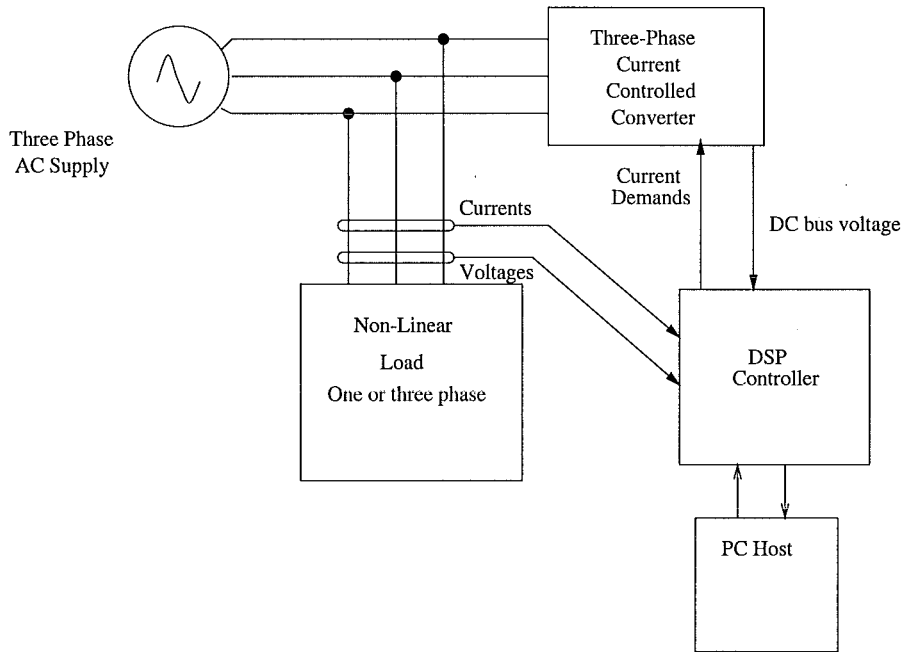 Three-Phase
Current
Controlled
Converter
Three Phase
AC Supply
Current
Demands
DC bus voltage
Currents
Voltages
Non-Linear
Load
One or three phase
DSP
Controller
PC Host